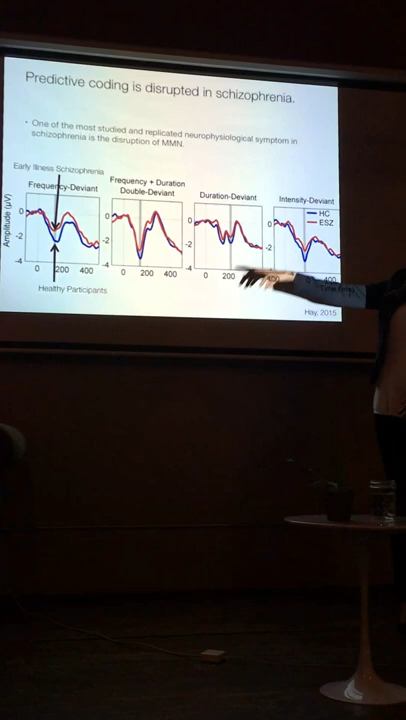 Predictive coding is disrupted in schizophrenia.
• One of the most studied and replicated neurophysiological symptom in
schizophrenia is the disruption of MMN.
Early Illness Schizophrenia
Frequency-Deviant
Frequency + Duration
Double-Deviant
Duration-Deviant
Intensity-Deviant
HC
ESZ
Amplitude (µV)
0
-2
-4
0
-2
-4
0
-2
-4
0
-2
0 200 400
0 200 400
0 200 400
0 400
Time (ms)
Healthy Participants
Hay, 2015